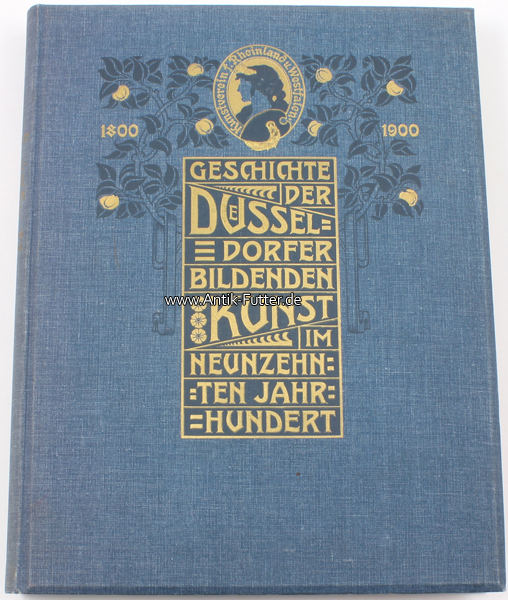 Kunstverein f. Rheinland u. Westfalen
1800
1900
GESCHICHTE
DER
DUESSEL=
DORFER
BILDENDEN
www.Antik-Futter.de
KUNST
IM
NEUNZEHN=
=TEN JAHR=
=HUNDERT